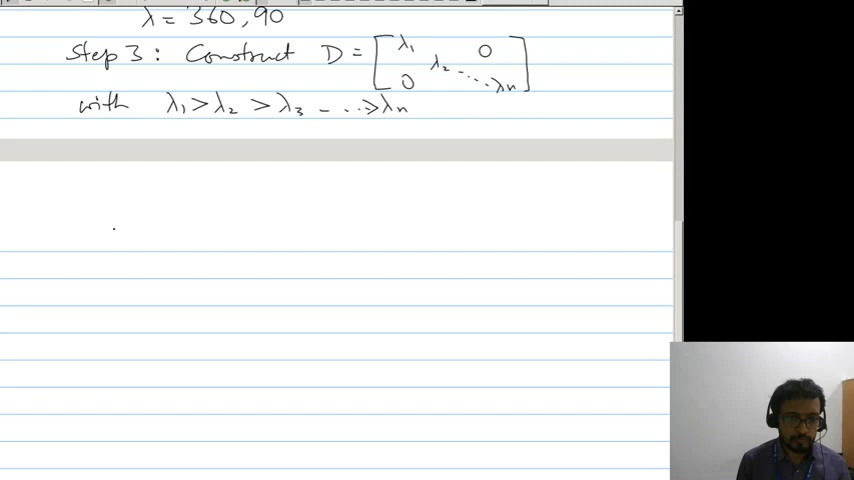 λ = 360, 90
Step 3 : Construct D = [ λ₁ 0
λ₂ ⋱
0 λn ]
with λ₁ > λ₂ > λ₃ - ...> λn